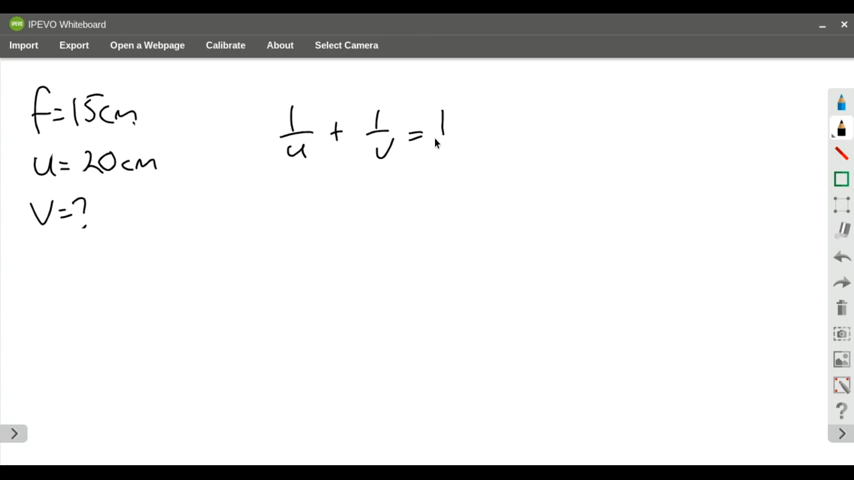 IPEVO Whiteboard
Import Export Open a Webpage Calibrate About Select Camera
f=15cm
u=20cm
V=?
1/u + 1/v = 1